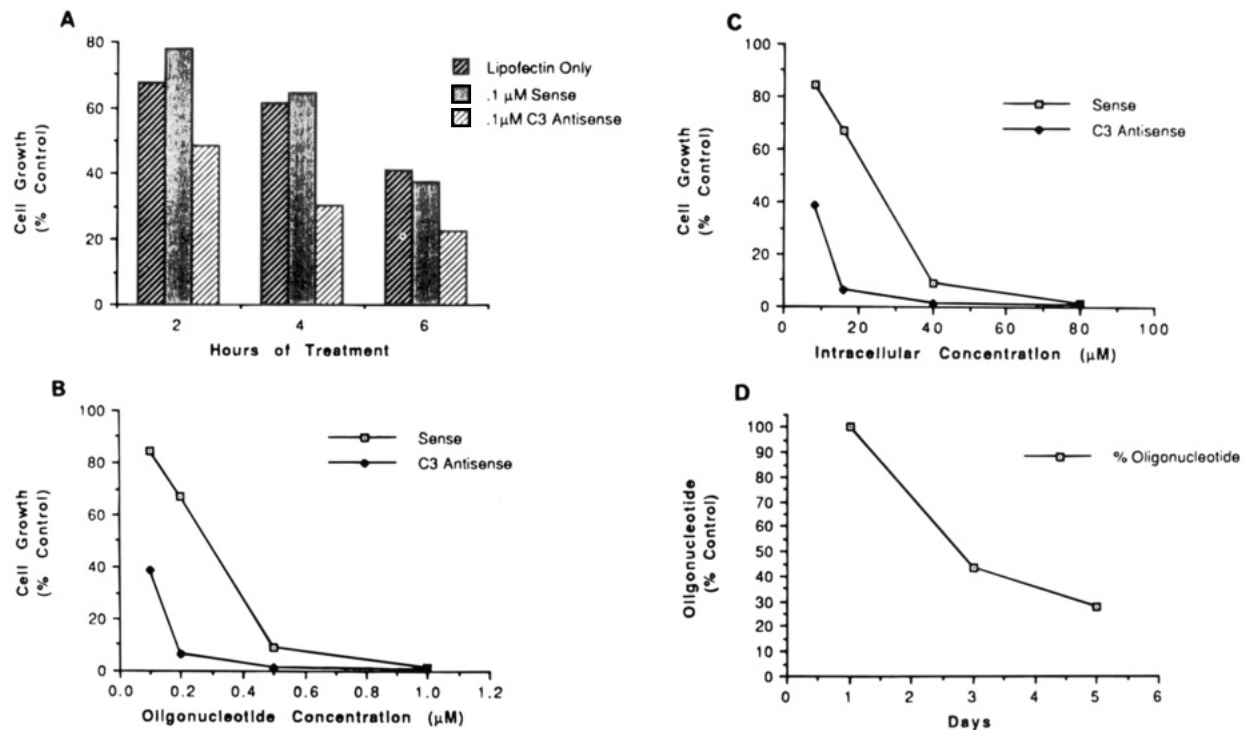 A
80
60
40
20
0
Cell Growth
(% Control)
2 4 6
Hours of Treatment
Lipofectin Only
.1 µM Sense
.1µM C3 Antisense
B
100
80
60
40
20
0
Cell Growth
(% Control)
0.0 0.2 0.4 0.6 0.8 1.0 1.2
Oligonucleotide Concentration (µM)
Sense
C3 Antisense
C
100
80
60
40
20
0
Cell Growth
(% Control)
0 20 40 60 80 100
Intracellular Concentration (µM)
Sense
C3 Antisense
D
100
90
80
70
60
50
40
30
20
10
0
Oligonucleotide
(% Control)
0 1 2 3 4 5 6
Days
% Oligonucleotide